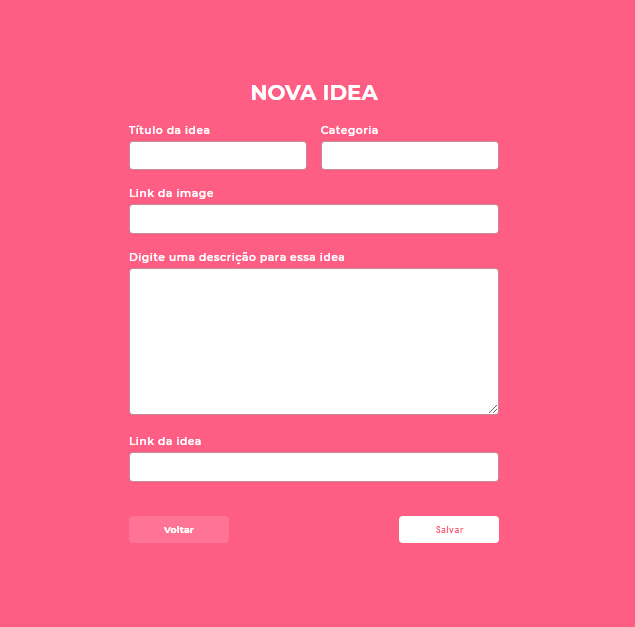 NOVA IDEA
Título da idea
Categoria
Link da image
Digite uma descrição para essa idea
Link da idea
Voltar
Salvar